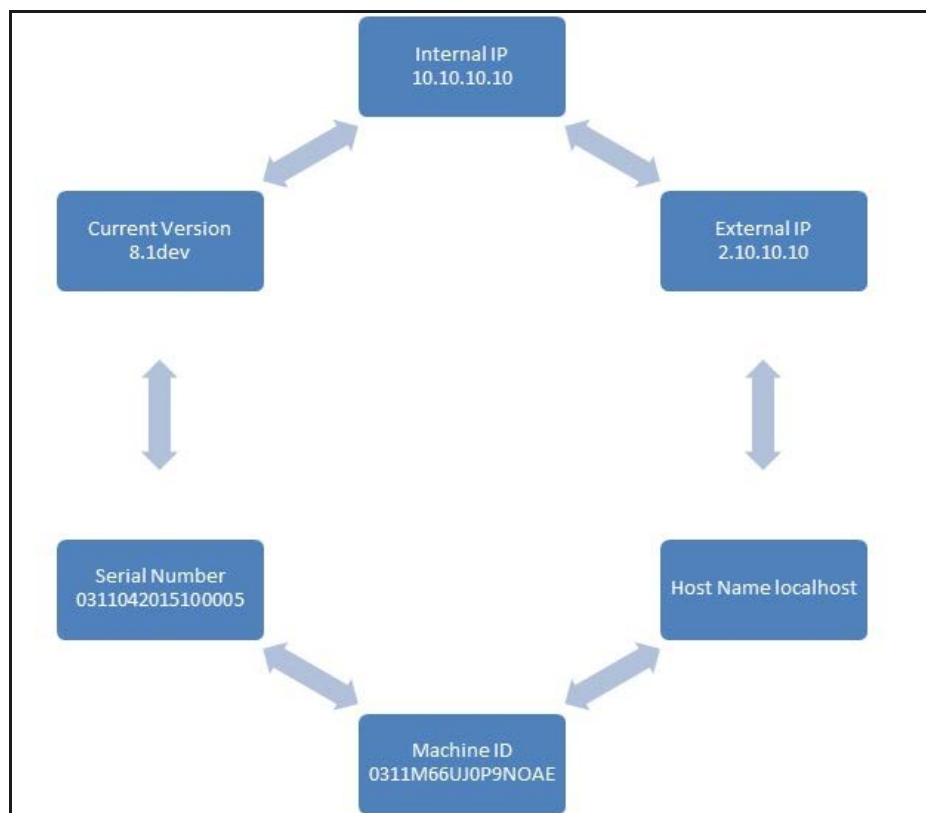 Internal IP
10.10.10.10
Current Version
8.1dev
External IP
2.10.10.10
Serial Number
0311042015100005
Host Name localhost
Machine ID
0311M66UJ0P9NOAE